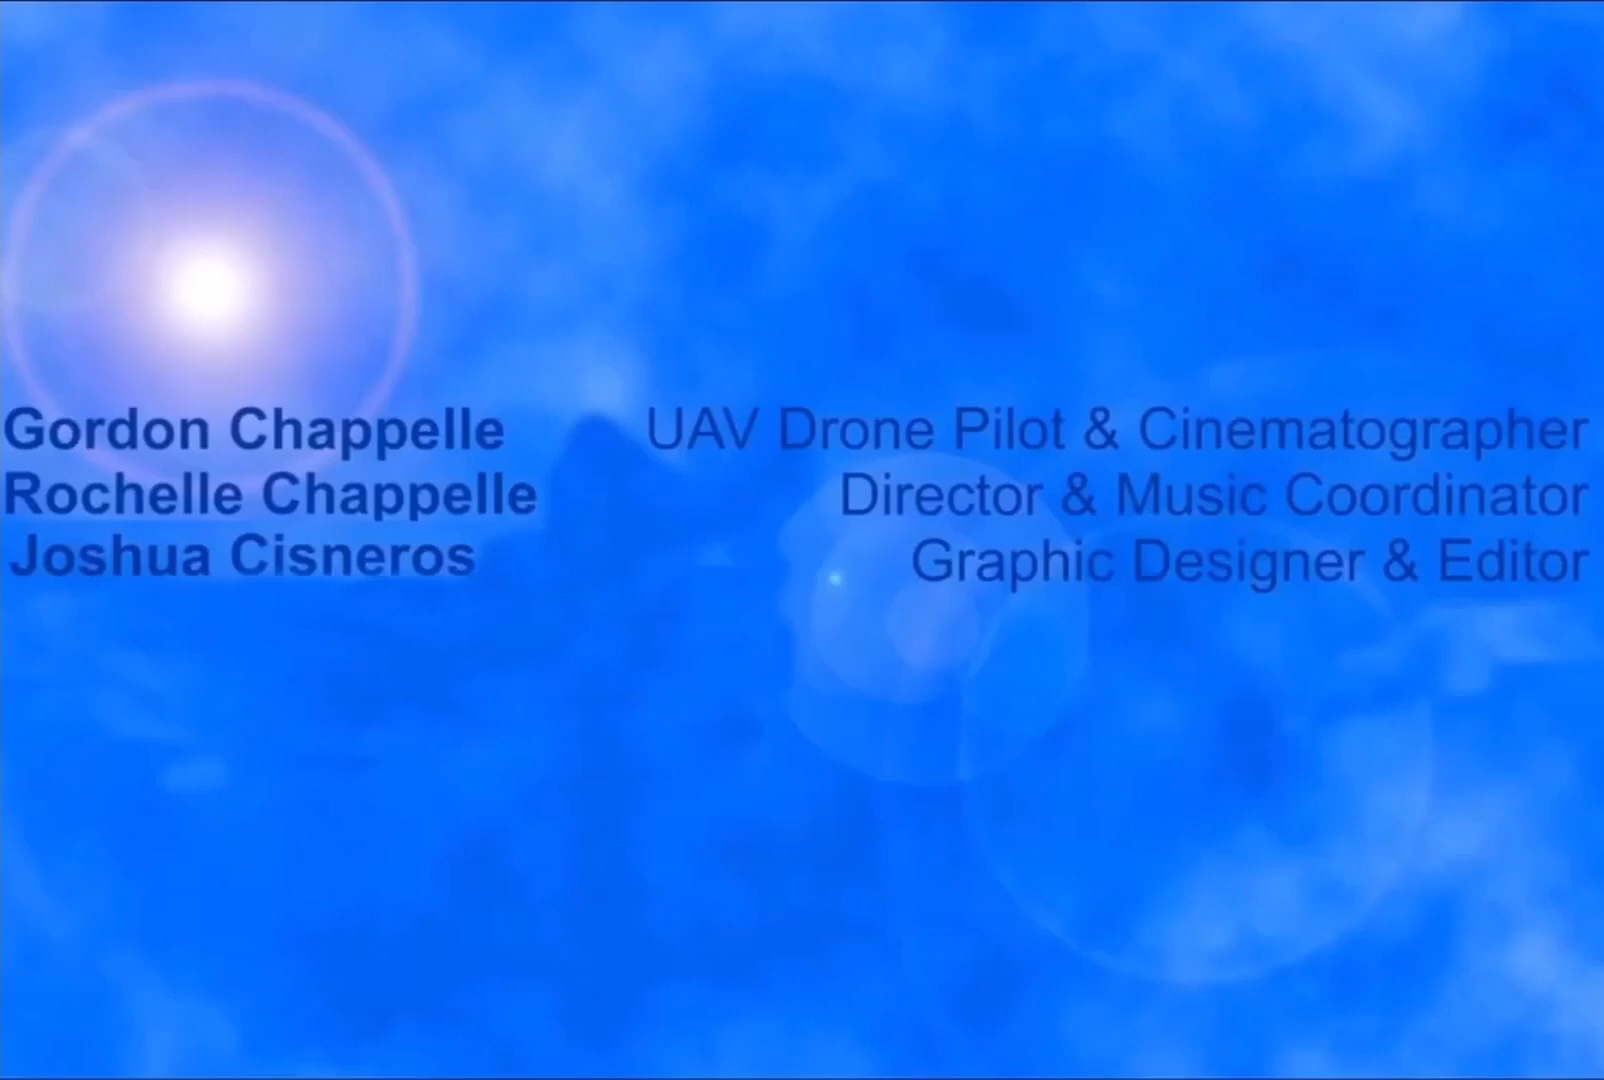 Gordon Chappelle UAV Drone Pilot & Cinematographer
Rochelle Chappelle Director & Music Coordinator
Joshua Cisneros Graphic Designer & Editor